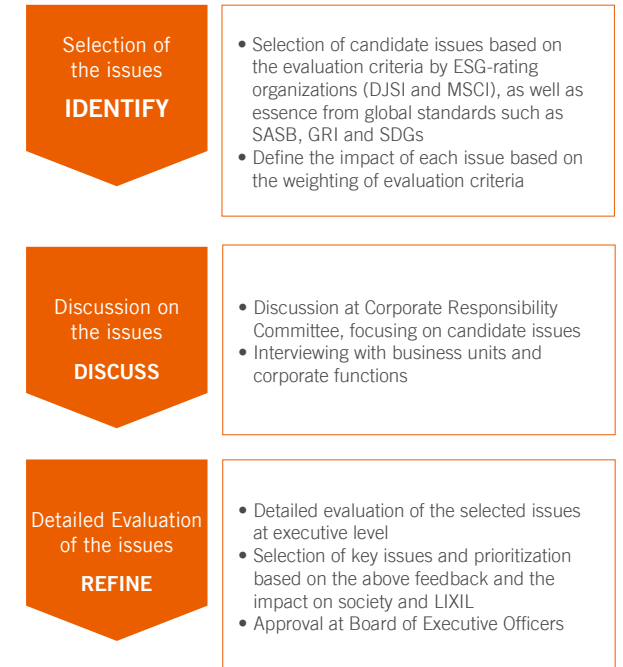 Selection of
the issues
IDENTIFY
• Selection of candidate issues based on
the evaluation criteria by ESG-rating
organizations (DJSI and MSCI), as well as
essence from global standards such as
SASB, GRI and SDGs
• Define the impact of each issue based on
the weighting of evaluation criteria
Discussion on
the issues
DISCUSS
• Discussion at Corporate Responsibility
Committee, focusing on candidate issues
• Interviewing with business units and
corporate functions
Detailed Evaluation
of the issues
REFINE
• Detailed evaluation of the selected issues
at executive level
• Selection of key issues and prioritization
based on the above feedback and the
impact on society and LIXIL
• Approval at Board of Executive Officers